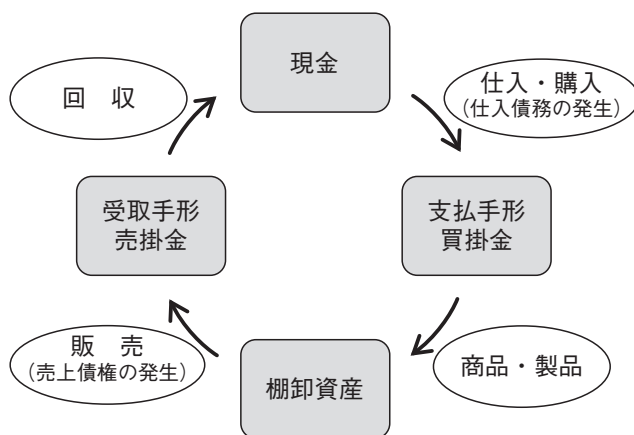 現金
回　収
仕入・購入
（仕入債務の発生）
受取手形
売掛金
支払手形
買掛金
販　売
（売上債権の発生）
棚卸資産
商品・製品